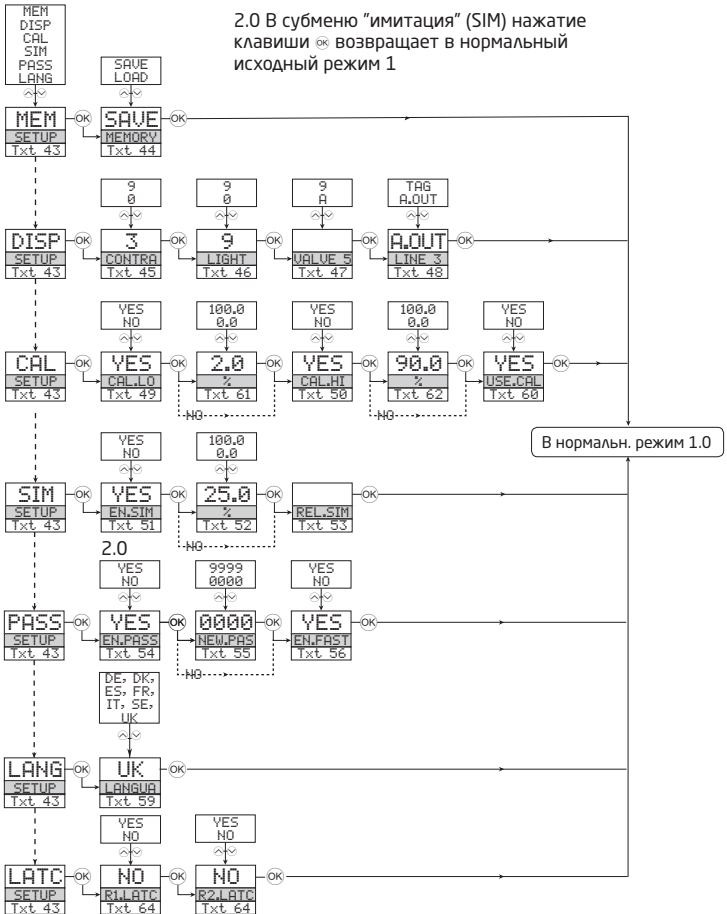 MEM
DISP
CAL
SIM
PASS
LANG
2.0 В субменю "имитация" (SIM) нажатие
клавиши OK возвращает в нормальный
исходный режим 1
SAVE
LOAD
MEM
SETUP
Txt 43
OK
SAVE
MEMORY
Txt 44
OK
9
0
9
0
9
A
TAG
A.OUT
DISP
SETUP
Txt 43
OK
3
CONTRA
Txt 45
OK
9
LIGHT
Txt 46
OK
VALVE 5
Txt 47
OK
A.OUT
LINE 3
Txt 48
OK
YES
NO
100.0
0.0
YES
NO
100.0
0.0
YES
NO
CAL
SETUP
Txt 43
OK
YES
CAL.LO
Txt 49
OK
2.0
%
Txt 61
OK
YES
CAL.HI
Txt 50
OK
90.0
%
Txt 62
OK
YES
USE.CAL
Txt 60
OK
NO
NO
В нормальн. режим 1.0
YES
NO
100.0
0.0
SIM
SETUP
Txt 43
OK
YES
EN.SIM
Txt 51
OK
25.0
%
Txt 52
OK
REL.SIM
Txt 53
OK
NO
2.0
YES
NO
9999
0000
YES
NO
PASS
SETUP
Txt 43
OK
YES
EN.PASS
Txt 54
OK
0000
NEW.PAS
Txt 55
OK
YES
EN.FAST
Txt 56
OK
NO
DE, DK,
ES, FR,
IT, SE,
UK
LANG
SETUP
Txt 43
OK
UK
LANGUA
Txt 59
OK
YES
NO
YES
NO
LATC
SETUP
Txt 43
OK
NO
R1.LATC
Txt 64
OK
NO
R2.LATC
Txt 64
OK